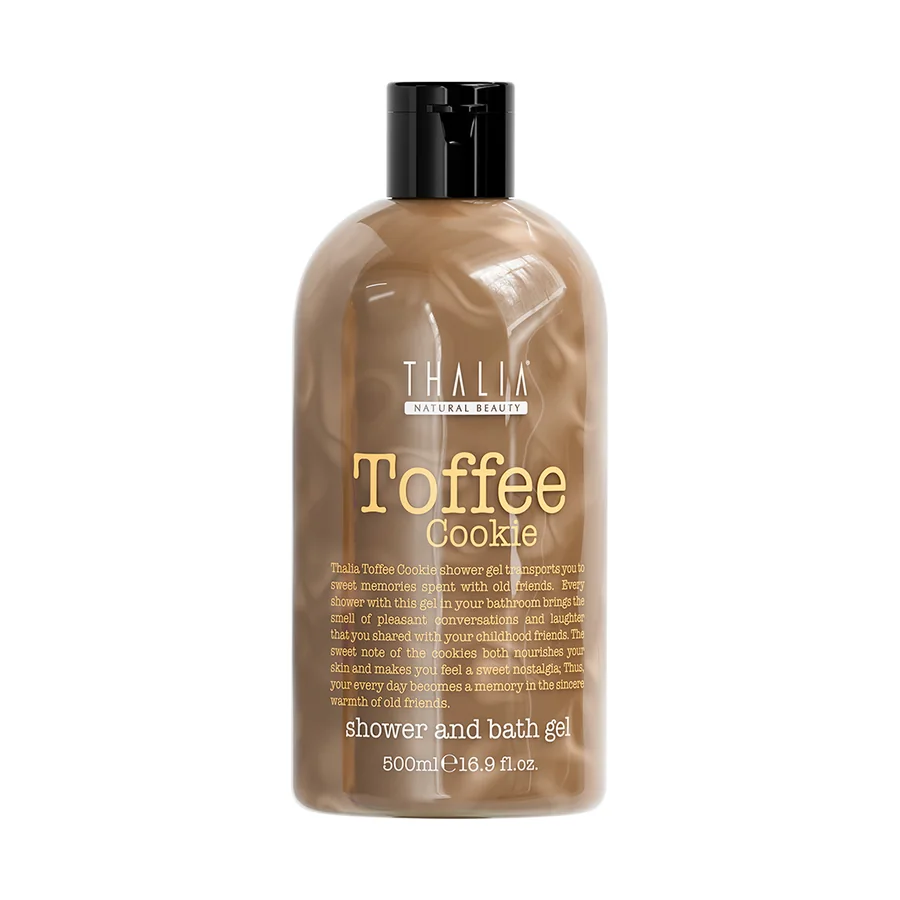 THALIA®
NATURAL BEAUTY
Toffee
Cookie
Thalia Toffee Cookie shower gel transports you to
sweet memories spent with old friends. Every
shower with this gel in your bathroom brings the
smell of pleasant conversations and laughter
that you shared with your childhood friends. The
sweet note of the cookies both nourishes your
skin and makes you feel a sweet nostalgia; Thus,
your every day becomes a memory in the sincere
warmth of old friends.
shower and bath gel
500ml℮16.9 fl.oz.